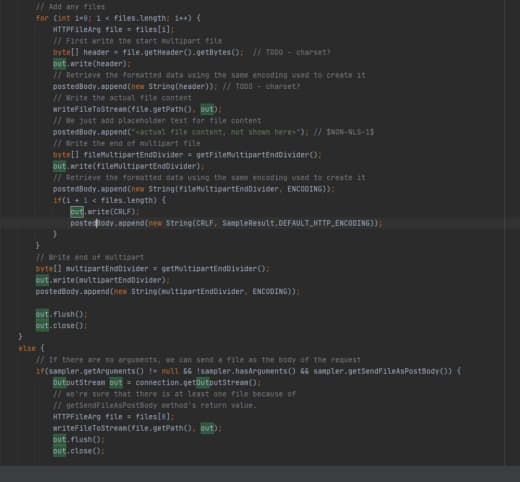 // Add any files
for (int i=0; i < files.length; i++) {
HTTPFileArg file = files[i];
// First write the start multipart file
byte[] header = file.getHeader().getBytes();  // TODO - charset?
out.write(header);
// Retrieve the formatted data using the same encoding used to create it
postedBody.append(new String(header)); // TODO - charset?
// Write the actual file content
writeFileToStream(file.getPath(), out);
// We just add placeholder text for file content
postedBody.append("<actual file content, not shown here>"); // $NON-NLS-1$
// Write the end of multipart file
byte[] fileMultipartEndDivider = getFileMultipartEndDivider();
out.write(fileMultipartEndDivider);
// Retrieve the formatted data using the same encoding used to create it
postedBody.append(new String(fileMultipartEndDivider, ENCODING));
if(i + 1 < files.length) {
out.write(CRLF);
postedBody.append(new String(CRLF, SampleResult.DEFAULT_HTTP_ENCODING));
}
}
// Write end of multipart
byte[] multipartEndDivider = getMultipartEndDivider();
out.write(multipartEndDivider);
postedBody.append(new String(multipartEndDivider, ENCODING));
out.flush();
out.close();
}
else {
// If there are no arguments, we can send a file as the body of the request
if(sampler.getArguments() != null && !sampler.hasArguments() && sampler.getSendFileAsPostBody()) {
OutputStream out = connection.getOutputStream();
// we're sure that there is at least one file because of
// getSendFileAsPostBody method's return value.
HTTPFileArg file = files[0];
writeFileToStream(file.getPath(), out);
out.flush();
out.close();